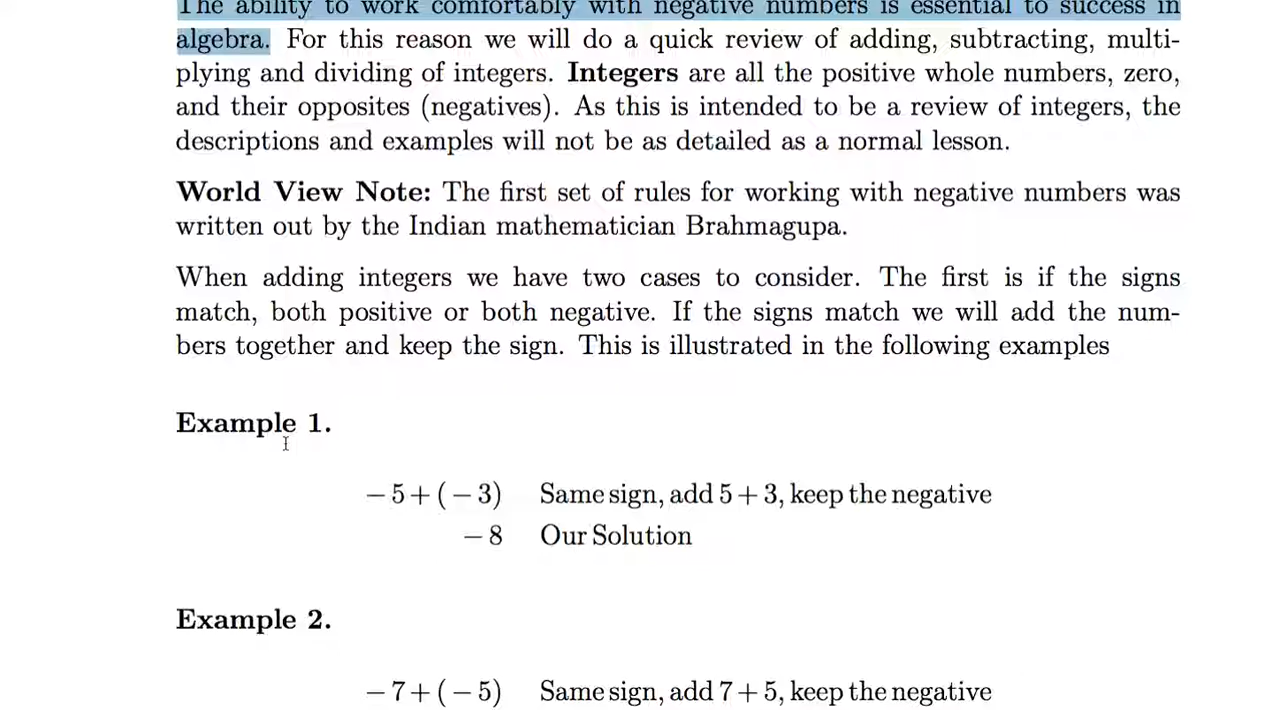 The ability to work comfortably with negative numbers is essential to success in
algebra. For this reason we will do a quick review of adding, subtracting, multi-
plying and dividing of integers. Integers are all the positive whole numbers, zero,
and their opposites (negatives). As this is intended to be a review of integers, the
descriptions and examples will not be as detailed as a normal lesson.
World View Note: The first set of rules for working with negative numbers was
written out by the Indian mathematician Brahmagupa.
When adding integers we have two cases to consider. The first is if the signs
match, both positive or both negative. If the signs match we will add the num-
bers together and keep the sign. This is illustrated in the following examples
Example 1.
− 5 + ( − 3) Same sign, add 5 + 3, keep the negative
− 8 Our Solution
Example 2.
− 7 + ( − 5) Same sign, add 7 + 5, keep the negative